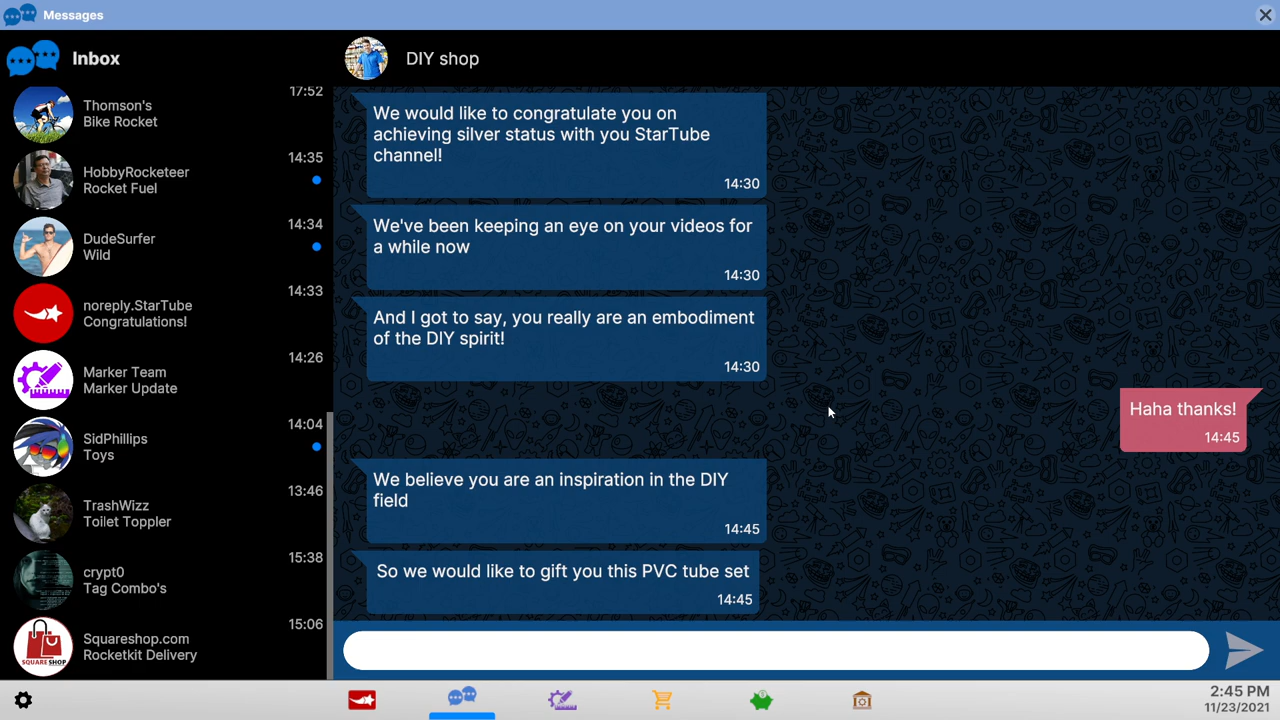 Messages
Inbox
17:52
Thomson's
Bike Rocket
14:35
HobbyRocketeer
Rocket Fuel
14:34
DudeSurfer
Wild
14:33
noreply.StarTube
Congratulations!
14:26
Marker Team
Marker Update
14:04
SidPhillips
Toys
13:46
TrashWizz
Toilet Toppler
15:38
crypt0
Tag Combo's
15:06
Squareshop.com
Rocketkit Delivery
SQUARE SHOP
DIY shop
We would like to congratulate you on
achieving silver status with you StarTube
channel!
14:30
We've been keeping an eye on your videos for
a while now
14:30
And I got to say, you really are an embodiment
of the DIY spirit!
14:30
Haha thanks!
14:45
We believe you are an inspiration in the DIY
field
14:45
So we would like to gift you this PVC tube set
14:45
2:45 PM
11/23/2021